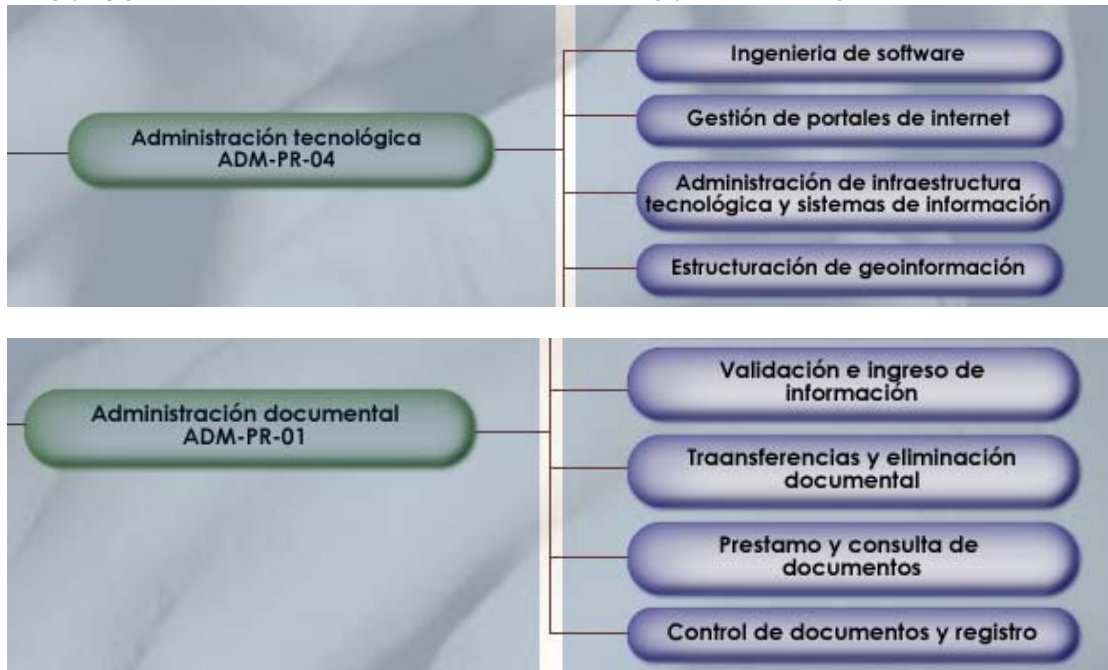 Administración tecnológica
ADM-PR-04
Ingenieria de software
Gestión de portales de internet
Administración de infraestructura
tecnológica y sistemas de información
Estructuración de geoinformación
Administración documental
ADM-PR-01
Validación e ingreso de
información
Traansferencias y eliminación
documental
Prestamo y consulta de
documentos
Control de documentos y registro